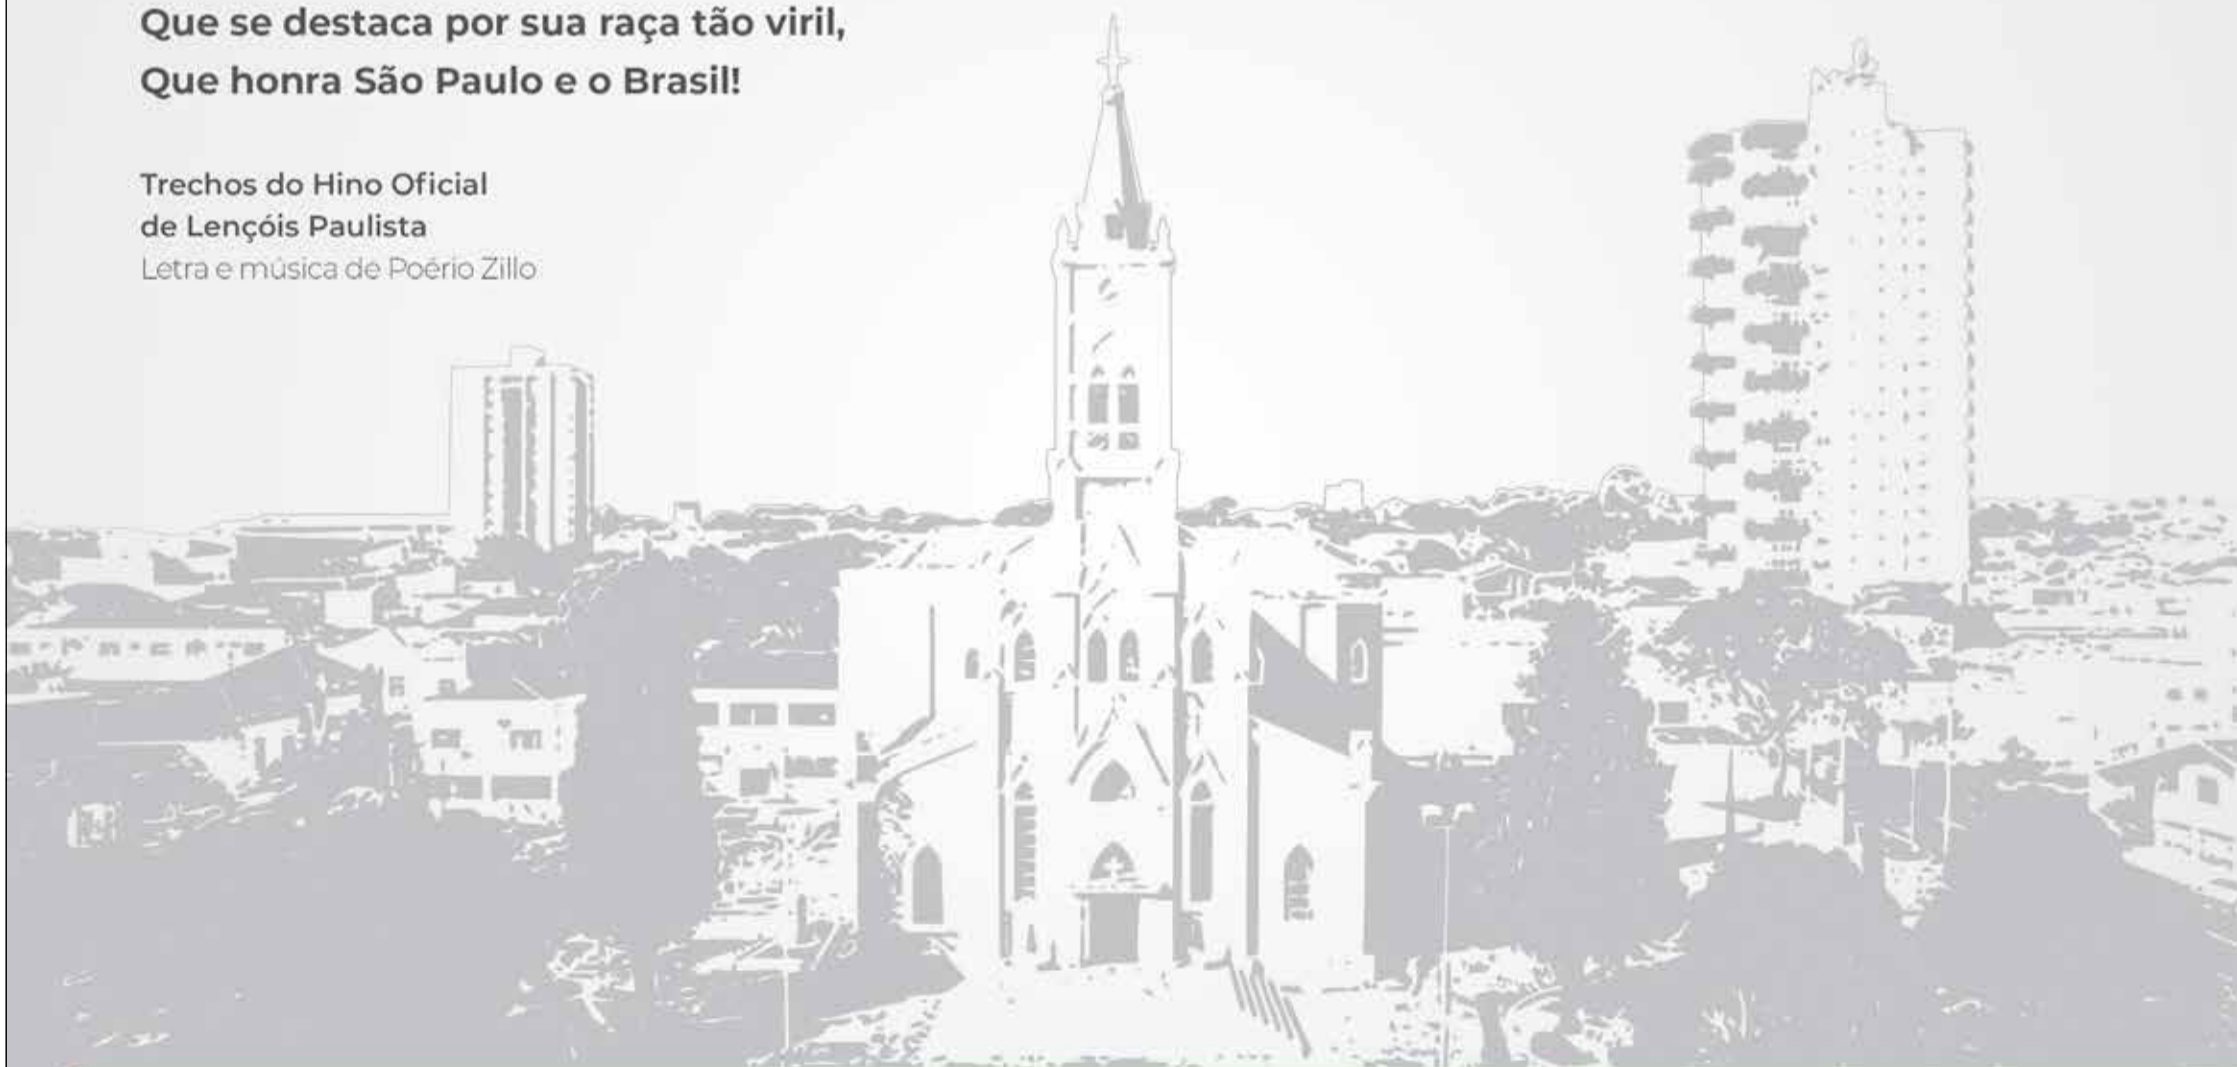 Que se destaca por sua raça tão viril,
Que honra São Paulo e o Brasil!
Trechos do Hino Oficial
de Lençóis Paulista
Letra e música de Poério Zillo